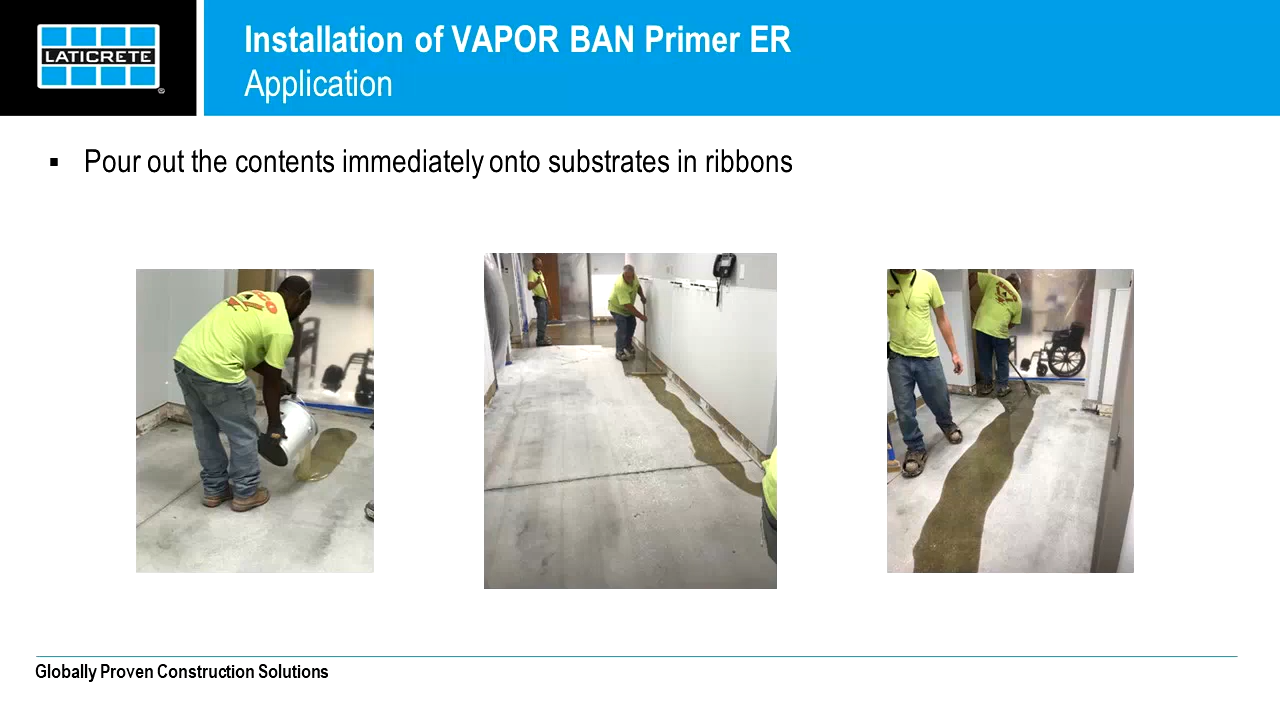 LATICRETE
Installation of VAPOR BAN Primer ER
Application
▪ Pour out the contents immediately onto substrates in ribbons
Globally Proven Construction Solutions